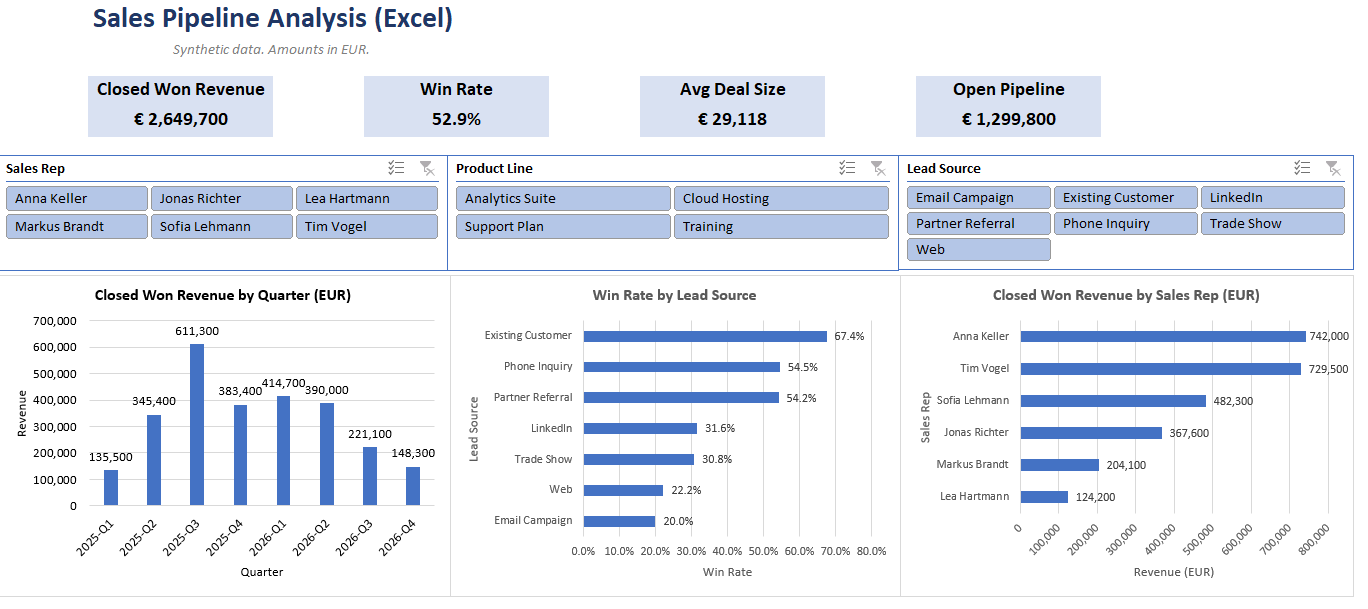 Sales Pipeline Analysis (Excel)
Synthetic data. Amounts in EUR.
Closed Won Revenue
€ 2,649,700
Win Rate
52.9%
Avg Deal Size
€ 29,118
Open Pipeline
€ 1,299,800
Sales Rep
Anna Keller
Jonas Richter
Lea Hartmann
Markus Brandt
Sofia Lehmann
Tim Vogel
Product Line
Analytics Suite
Cloud Hosting
Support Plan
Training
Lead Source
Email Campaign
Existing Customer
LinkedIn
Partner Referral
Phone Inquiry
Trade Show
Web
Closed Won Revenue by Quarter (EUR)
Revenue
700,000
600,000
500,000
400,000
300,000
200,000
100,000
0
135,500
345,400
611,300
383,400
414,700
390,000
221,100
148,300
2025-Q1
2025-Q2
2025-Q3
2025-Q4
2026-Q1
2026-Q2
2026-Q3
2026-Q4
Quarter
Win Rate by Lead Source
Lead Source
Existing Customer
67.4%
Phone Inquiry
54.5%
Partner Referral
54.2%
LinkedIn
31.6%
Trade Show
30.8%
Web
22.2%
Email Campaign
20.0%
0.0%
10.0%
20.0%
30.0%
40.0%
50.0%
60.0%
70.0%
80.0%
Win Rate
Closed Won Revenue by Sales Rep (EUR)
Sales Rep
Anna Keller
742,000
Tim Vogel
729,500
Sofia Lehmann
482,300
Jonas Richter
367,600
Markus Brandt
204,100
Lea Hartmann
124,200
0
100,000
200,000
300,000
400,000
500,000
600,000
700,000
800,000
Revenue (EUR)